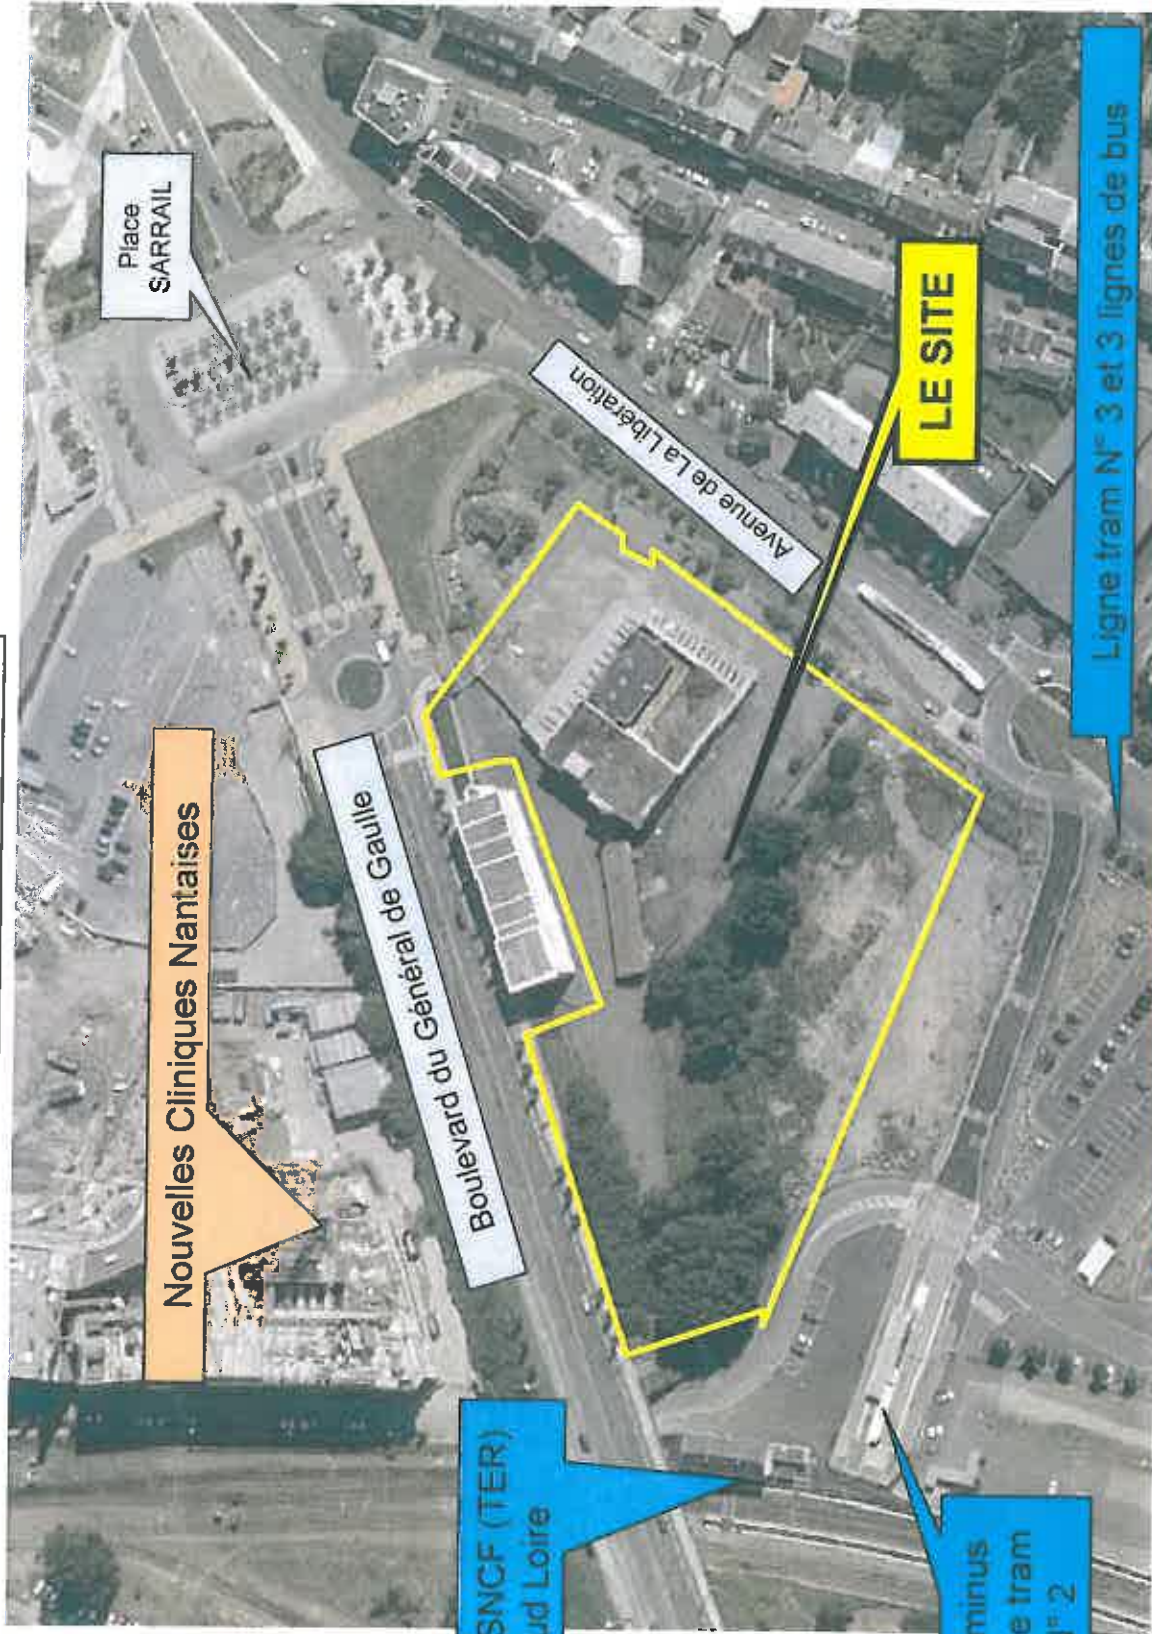 Place
SARRAIL
Nouvelles Cliniques Nantaises
Boulevard du Général de Gaulle
Avenue de La Libération
LE SITE
Ligne tram N° 3 et 3 lignes de bus
SNCF (TER)
ud Loire
minus
e tram
° 2